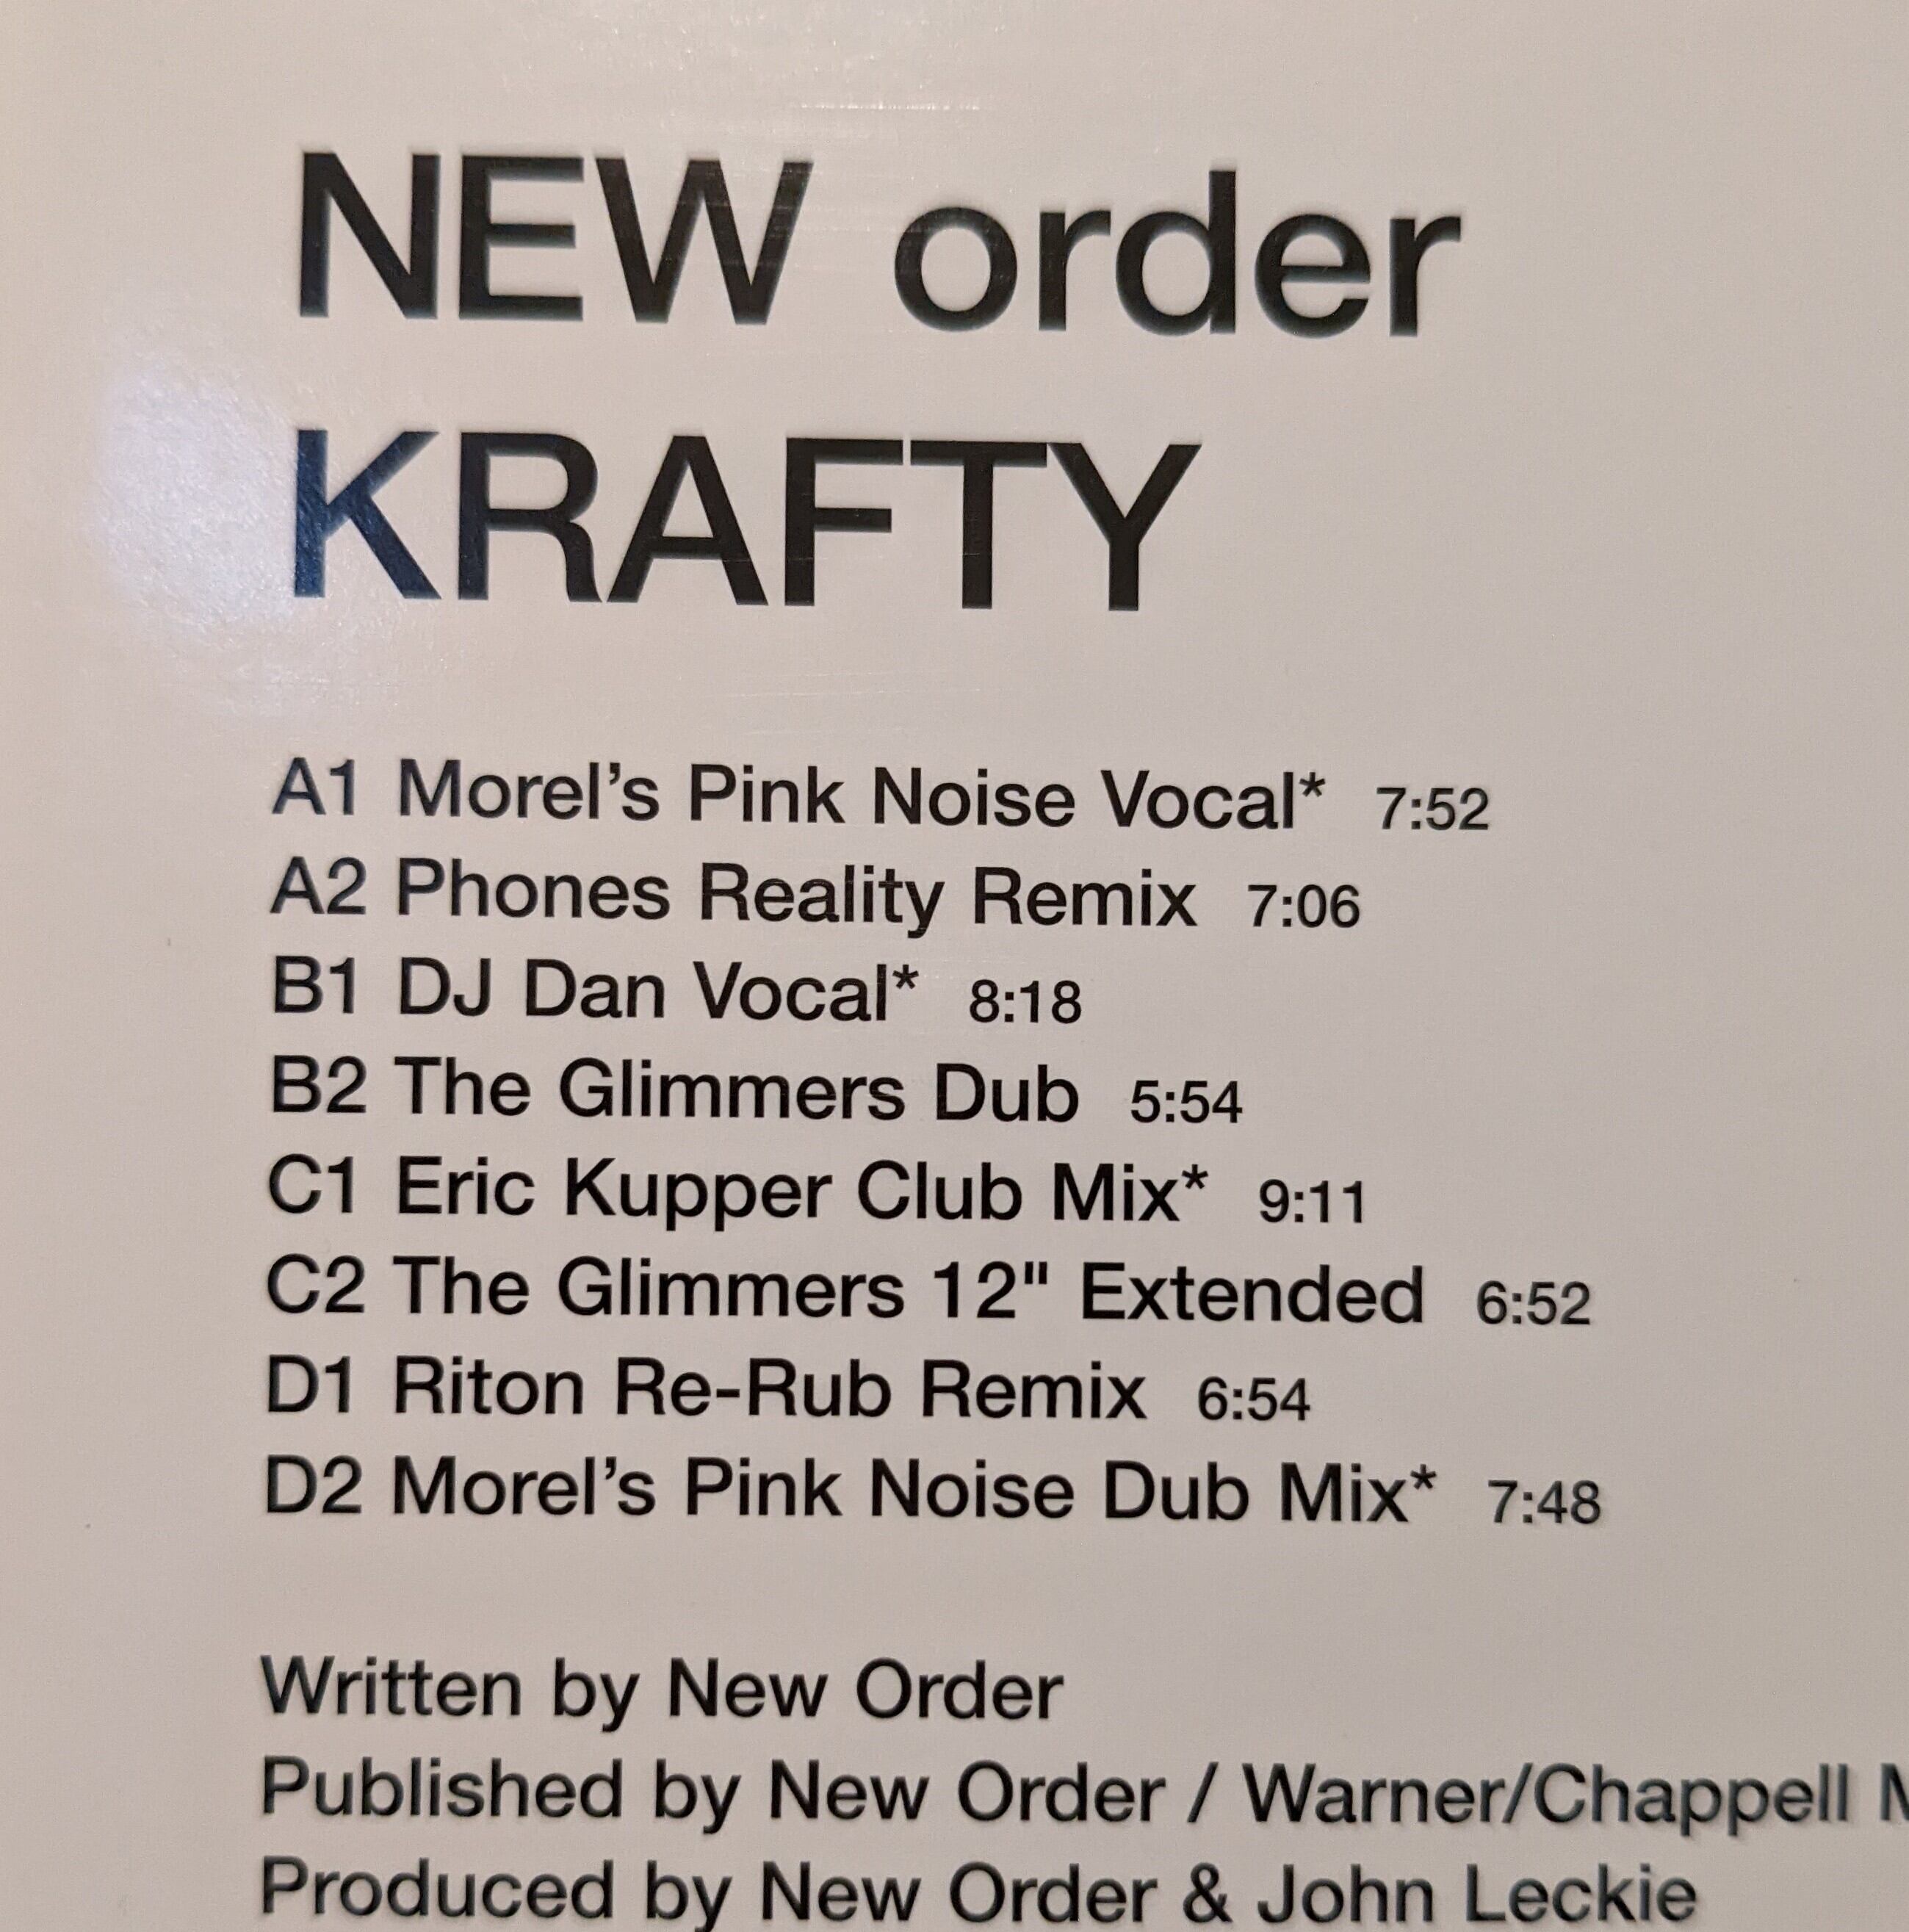 NEW order
KRAFTY
A1 Morel’s Pink Noise Vocal* 7:52
A2 Phones Reality Remix 7:06
B1 DJ Dan Vocal* 8:18
B2 The Glimmers Dub 5:54
C1 Eric Kupper Club Mix* 9:11
C2 The Glimmers 12" Extended 6:52
D1 Riton Re-Rub Remix 6:54
D2 Morel’s Pink Noise Dub Mix* 7:48
Written by New Order
Published by New Order / Warner/Chappell
Produced by New Order & John Leckie